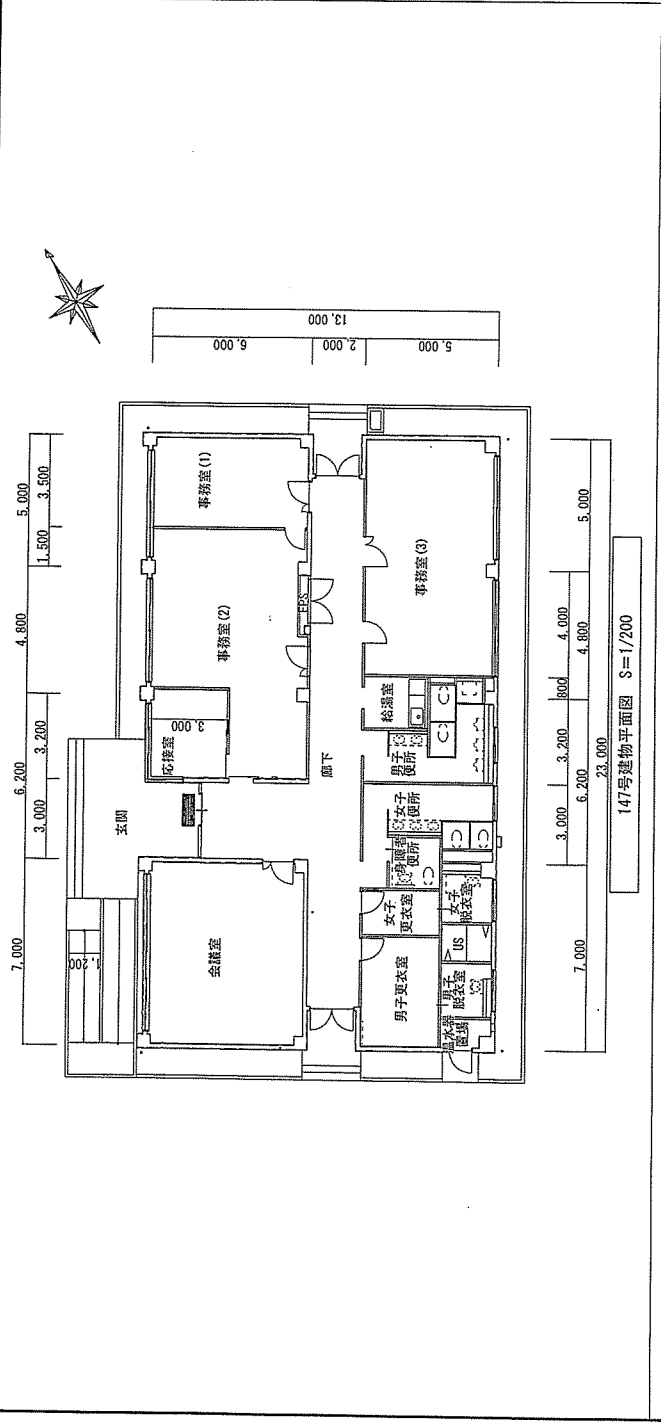 7,000
6,200
4,800
5,000
3,000
3,200
1,500
3,500
1,200
玄関
会議室
応接室
3,000
事務室(2)
事務室(1)
EPS
廊下
6,000
2,000
5,000
13,000
男子更衣室
女子
更衣室
身障者
便所
女子
便所
男子
便所
給湯室
事務室(3)
温水器
置場
男子
脱衣室
US
女子
脱衣室
3,000
3,200
800
4,000
7,000
6,200
4,800
5,000
23,000
147号建物平面図 S=1/200